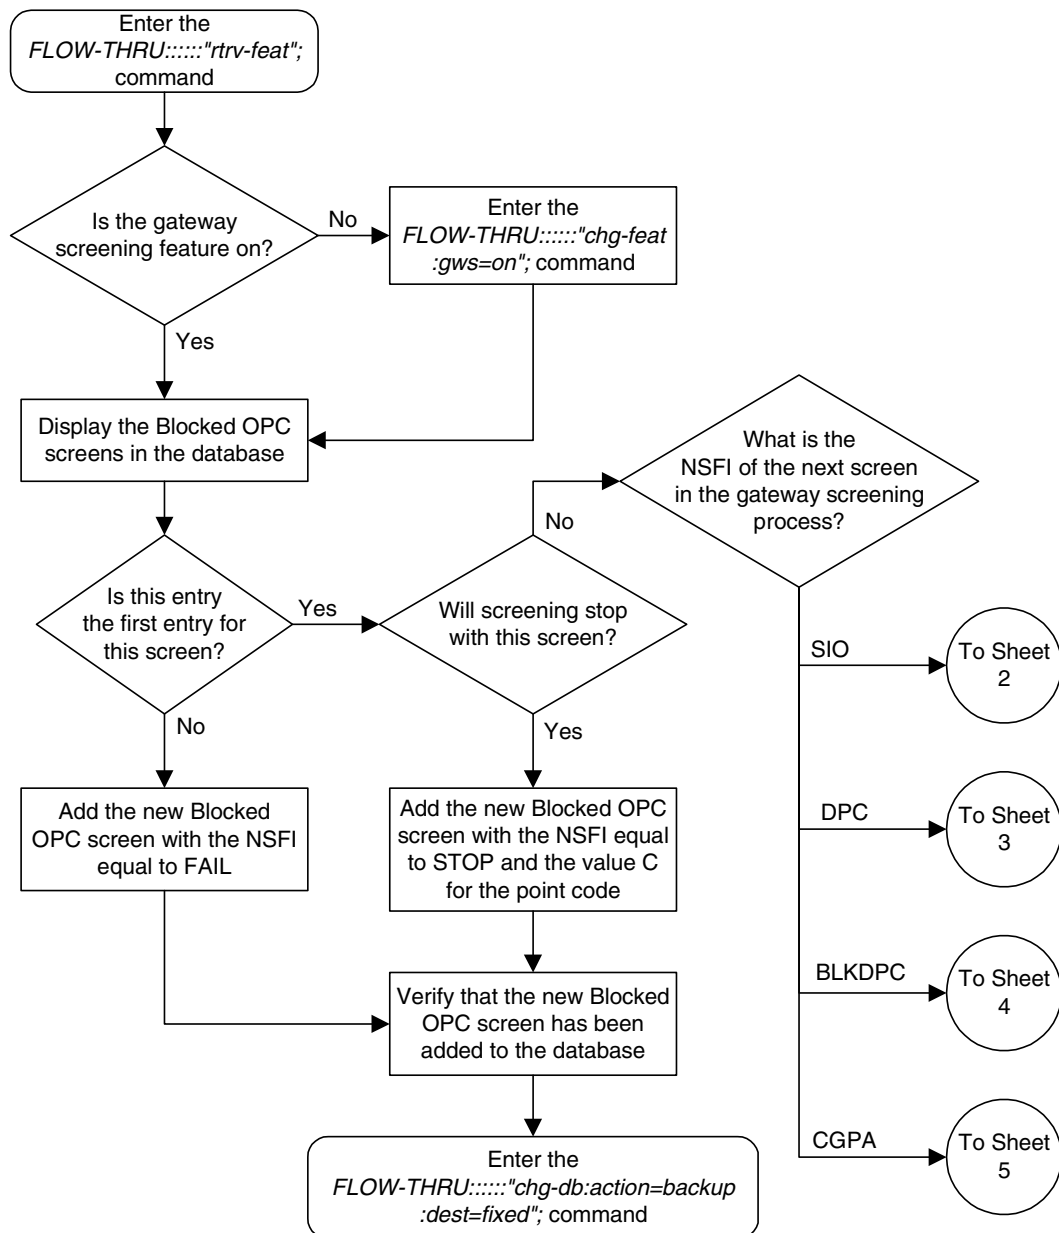 Enter the
FLOW-THRU::::::"rtrv-feat";
command
Is the gateway
screening feature on?
No
Enter the
FLOW-THRU::::::"chg-feat
:gws=on"; command
Yes
Display the Blocked OPC
screens in the database
What is the
NSFI of the next screen
in the gateway screening
process?
No
Is this entry
the first entry for
this screen?
Yes
Will screening stop
with this screen?
SIO
To Sheet
2
No
Yes
Add the new Blocked
OPC screen with the NSFI
equal to FAIL
Add the new Blocked OPC
screen with the NSFI equal
to STOP and the value C
for the point code
DPC
To Sheet
3
Verify that the new Blocked
OPC screen has been
added to the database
BLKDPC
To Sheet
4
CGPA
To Sheet
5
Enter the
FLOW-THRU::::::"chg-db:action=backup
:dest=fixed"; command